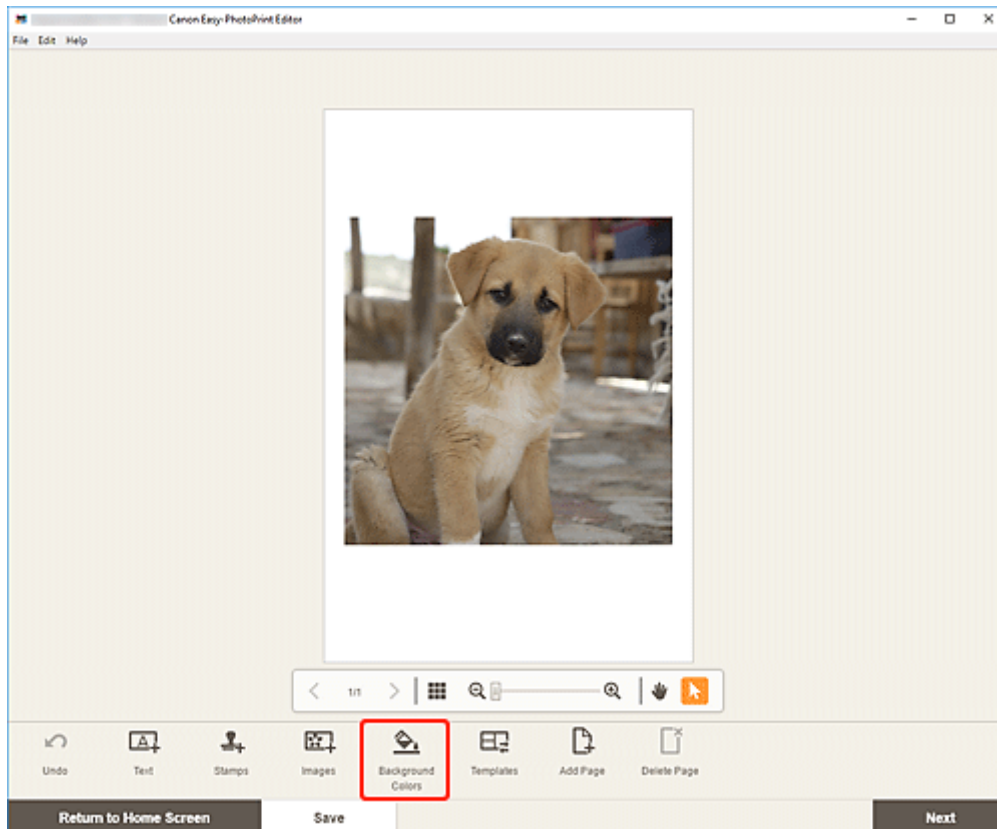 Canon Easy-PhotoPrint Editor
File Edit Help
1/1
Undo Text Stamps Images Background Colors Templates Add Page Delete Page
Return to Home Screen Save Next